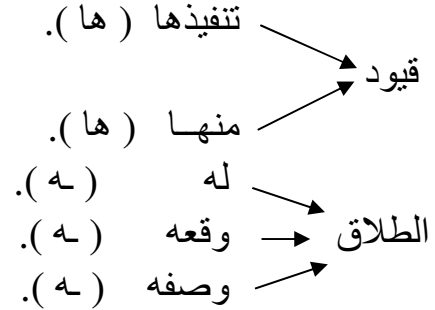 تنفيذها ( ها ).
قيود
منهـا ( ها ).
له ( ـه ).
الطلاق
وقعه ( ـه ).
وصفه ( ـه ).